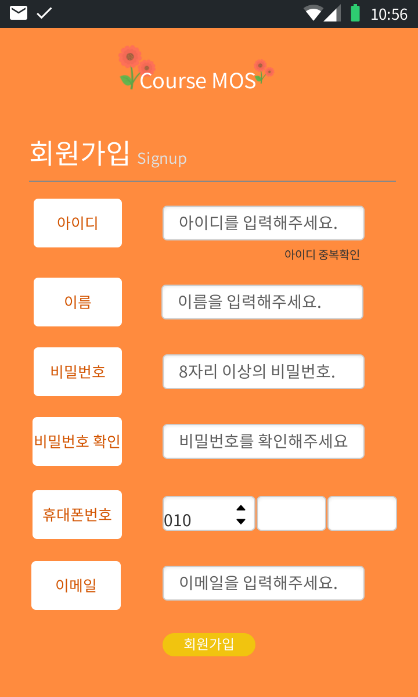 10:56
Course MOS
회원가입 Signup
아이디 아이디를 입력해주세요.
아이디 중복확인
이름 이름을 입력해주세요.
비밀번호 8자리 이상의 비밀번호.
비밀번호 확인 비밀번호를 확인해주세요
휴대폰번호 010
이메일 이메일을 입력해주세요.
회원가입